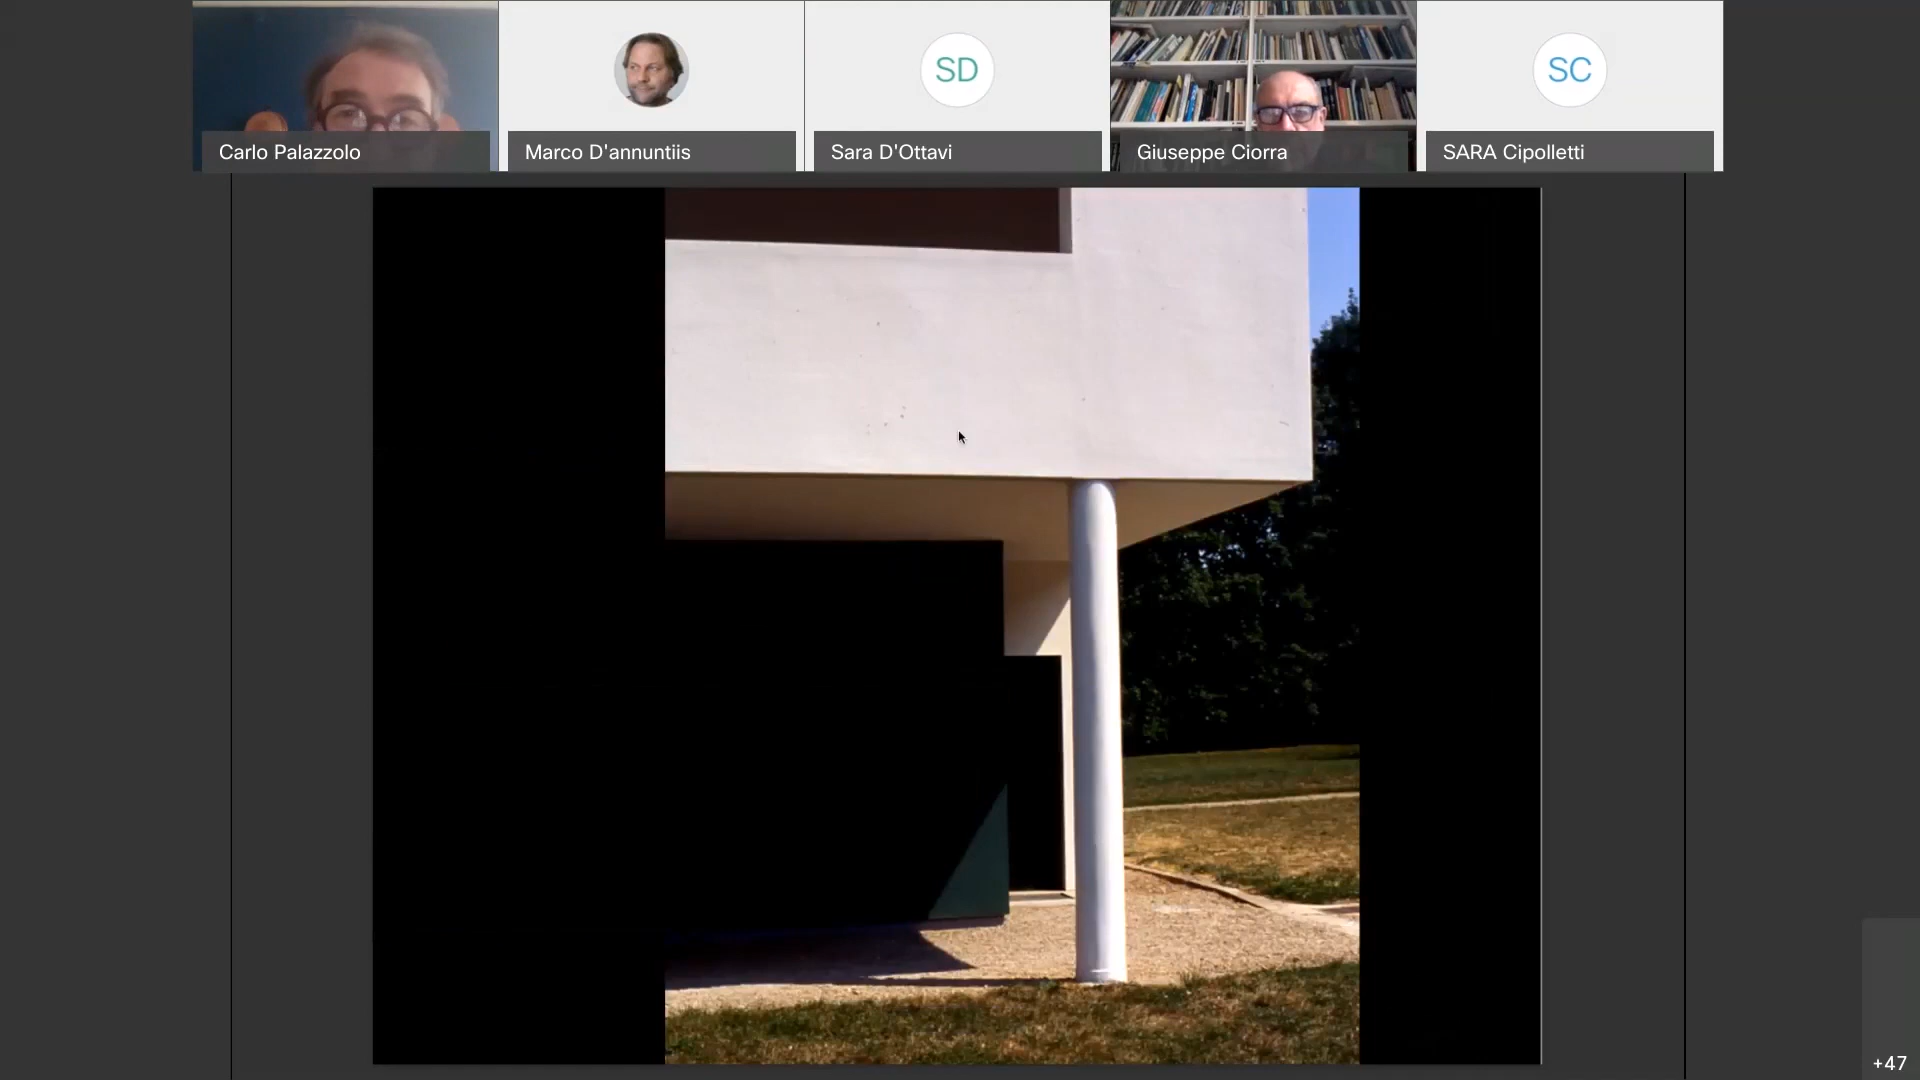 SD
SC
Carlo Palazzolo
Marco D'annuntiis
Sara D'Ottavi
Giuseppe Ciorra
SARA Cipolletti
+47